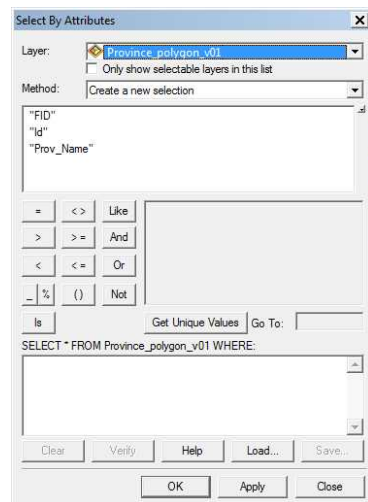 Select By Attributes
Layer: Province_polygon_v01
Only show selectable layers in this list
Method: Create a new selection
"FID"
"Id"
"Prov_Name"
= < > Like
> > = And
< < = Or
_ % () Not
Is Get Unique Values Go To:
SELECT * FROM Province_polygon_v01 WHERE:
Clear Verify Help Load... Save...
OK Apply Close